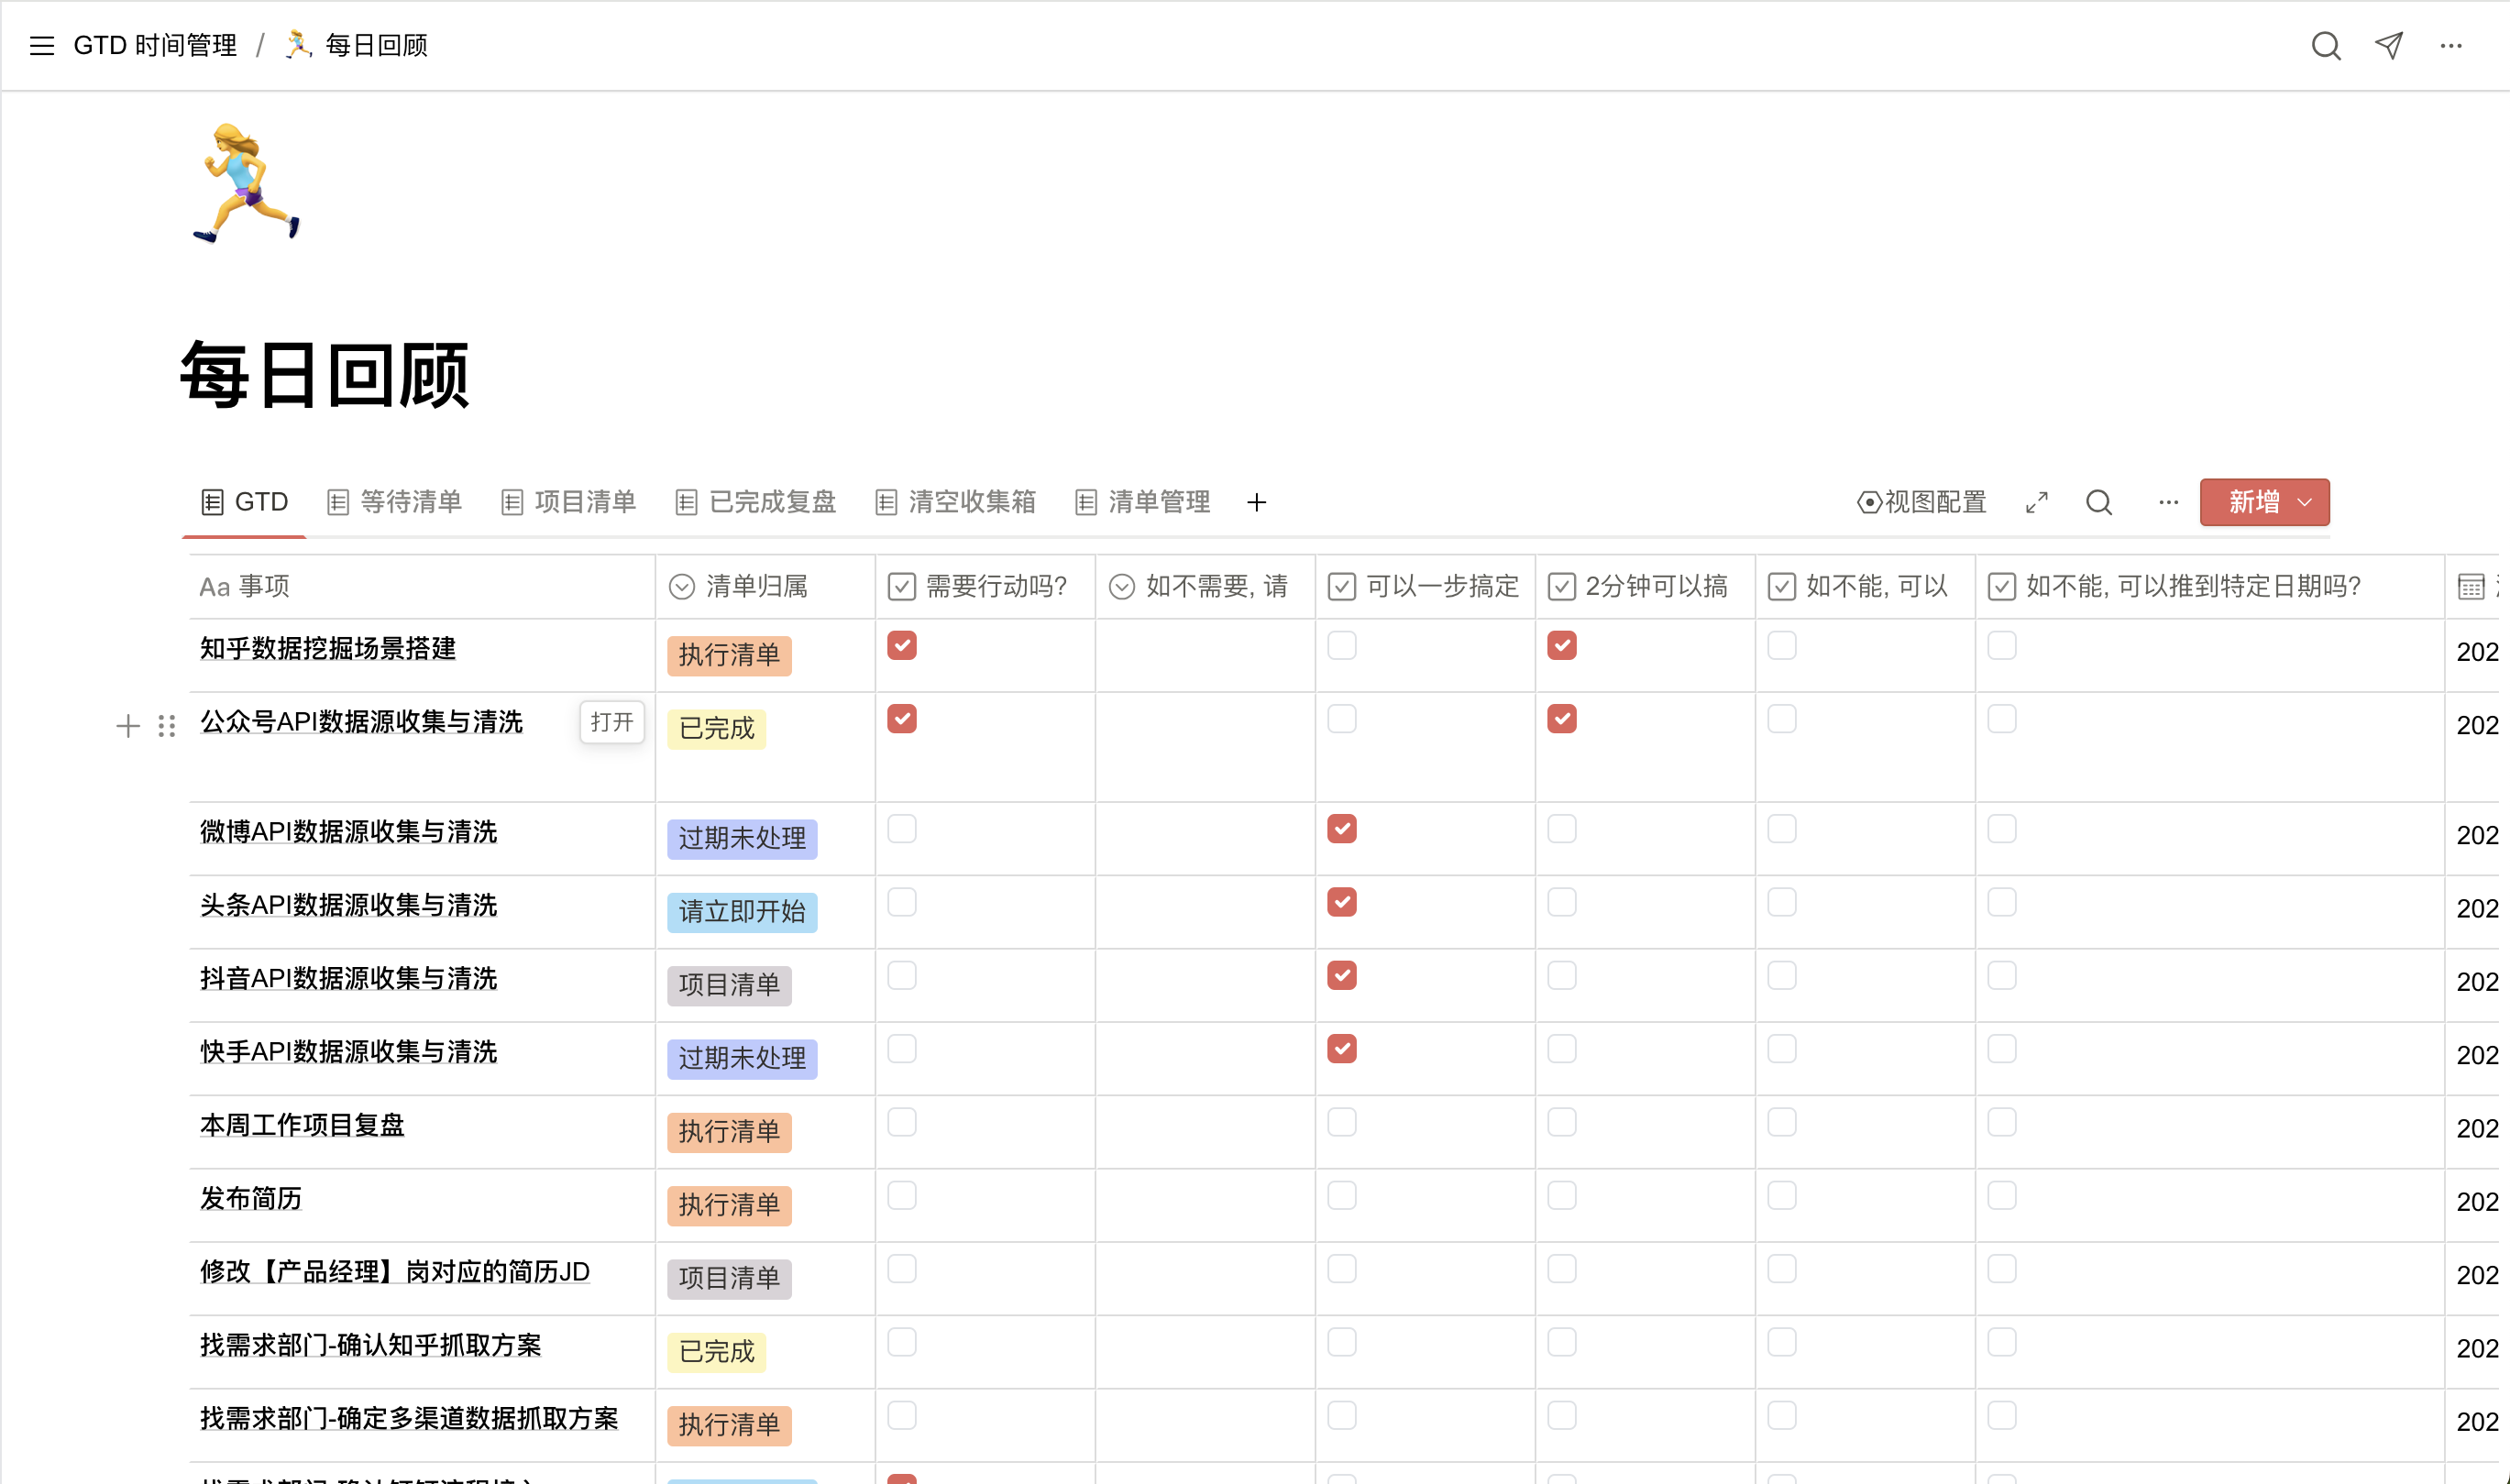 GTD 时间管理 / 每日回顾
每日回顾
GTD 等待清单 项目清单 已完成复盘 清空收集箱 清单管理 视图配置 新增
Aa 事项 清单归属 需要行动吗? 如不需要, 请 可以一步搞定 2分钟可以搞 如不能, 可以 如不能, 可以推到特定日期吗?
知乎数据挖掘场景搭建 执行清单 202
公众号API数据源收集与清洗 打开 已完成 202
微博API数据源收集与清洗 过期未处理 202
头条API数据源收集与清洗 请立即开始 202
抖音API数据源收集与清洗 项目清单 202
快手API数据源收集与清洗 过期未处理 202
本周工作项目复盘 执行清单 202
发布简历 执行清单 202
修改【产品经理】岗对应的简历JD 项目清单 202
找需求部门-确认知乎抓取方案 已完成 202
找需求部门-确定多渠道数据抓取方案 执行清单 202